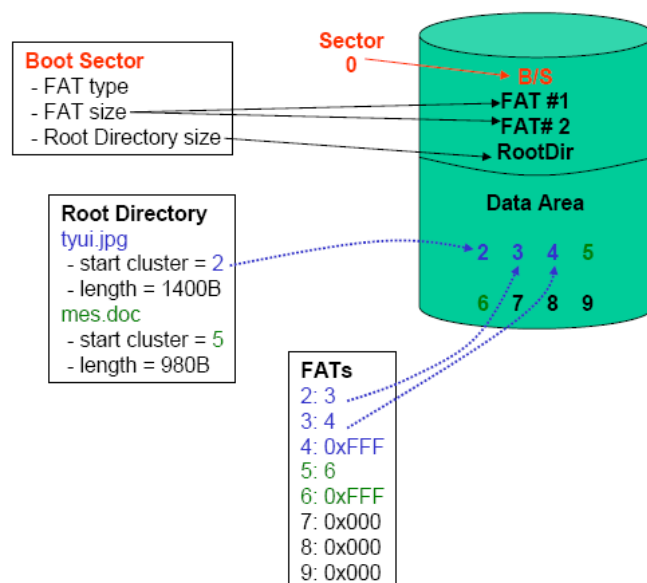 Boot Sector
- FAT type
- FAT size
- Root Directory size
Sector
0
B/S
FAT #1
FAT# 2
RootDir
Data Area
2 3 4 5
6 7 8 9
Root Directory
tyui.jpg
- start cluster = 2
- length = 1400B
mes.doc
- start cluster = 5
- length = 980B
FATs
2: 3
3: 4
4: 0xFFF
5: 6
6: 0xFFF
7: 0x000
8: 0x000
9: 0x000